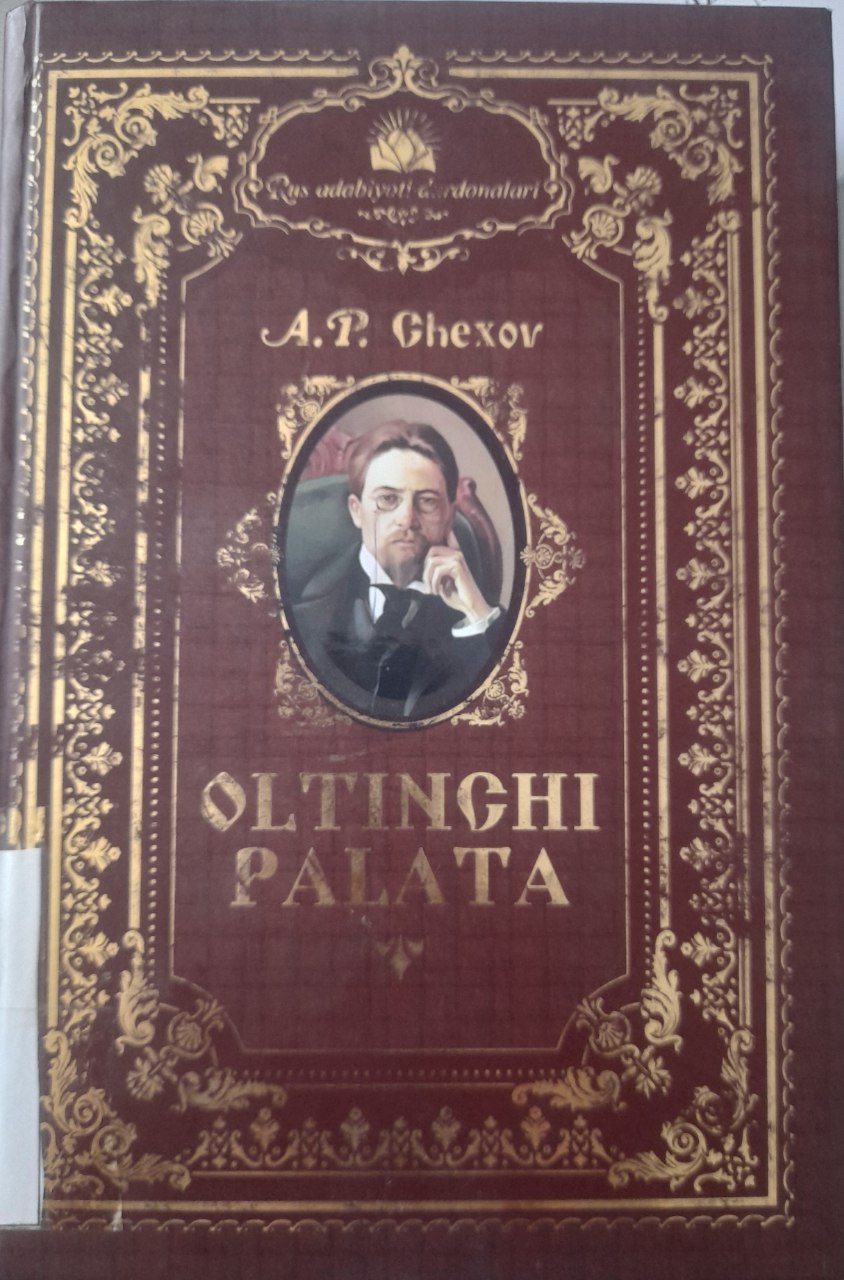 Rus adabiyoti durdonalari
A.P. Chexov
OLTINCHI
PALATA